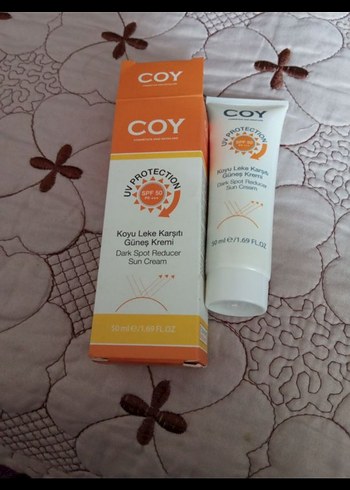 COY
COY
UV PROTECTION
SPF 50
Koyu Leke Karşıtı
Güneş Kremi
Dark Spot Reducer
Sun Cream
50 ml e/1.69 FL.OZ
COY
UV PROTECTION
SPF 50
Koyu Leke Karşıtı
Güneş Kremi
Dark Spot Reducer
Sun Cream
50 ml e/1.69 FL.OZ